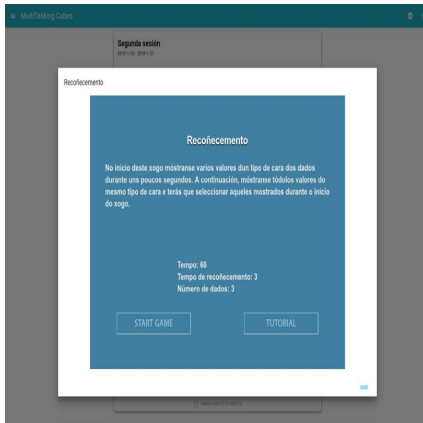 MultiTasking Cubes
Segunda sesión
Recoñecemento
Recoñecemento
No inicio deste xogo móstranse varios valores dun tipo de cara dos dados
durante uns poucos segundos. A continuación, móstranse tódolos valores do
mesmo tipo de cara e terás que seleccionar aqueles mostrados durante o inicio
do xogo.
Tempo: 60
Tempo de recoñecemento: 3
Número de dados: 3
START GAME
TUTORIAL
SAÍR